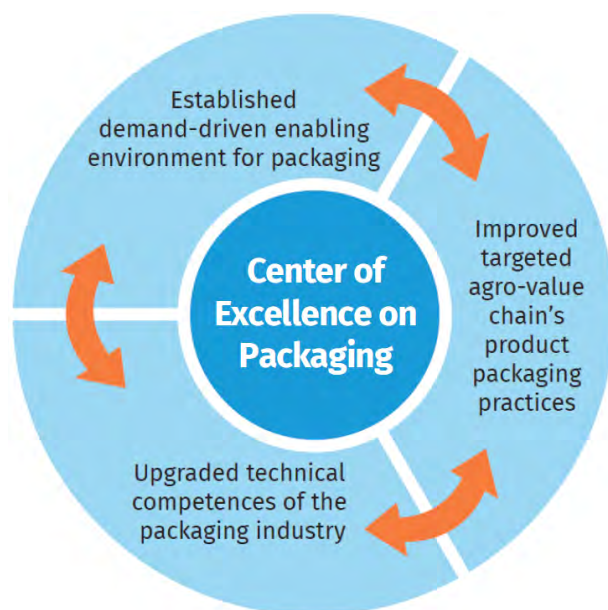 Established
demand-driven enabling
environment for packaging
Center of
Excellence on
Packaging
Improved
targeted
agro-value
chain's
product
packaging
practices
Upgraded technical
competences of the
packaging industry